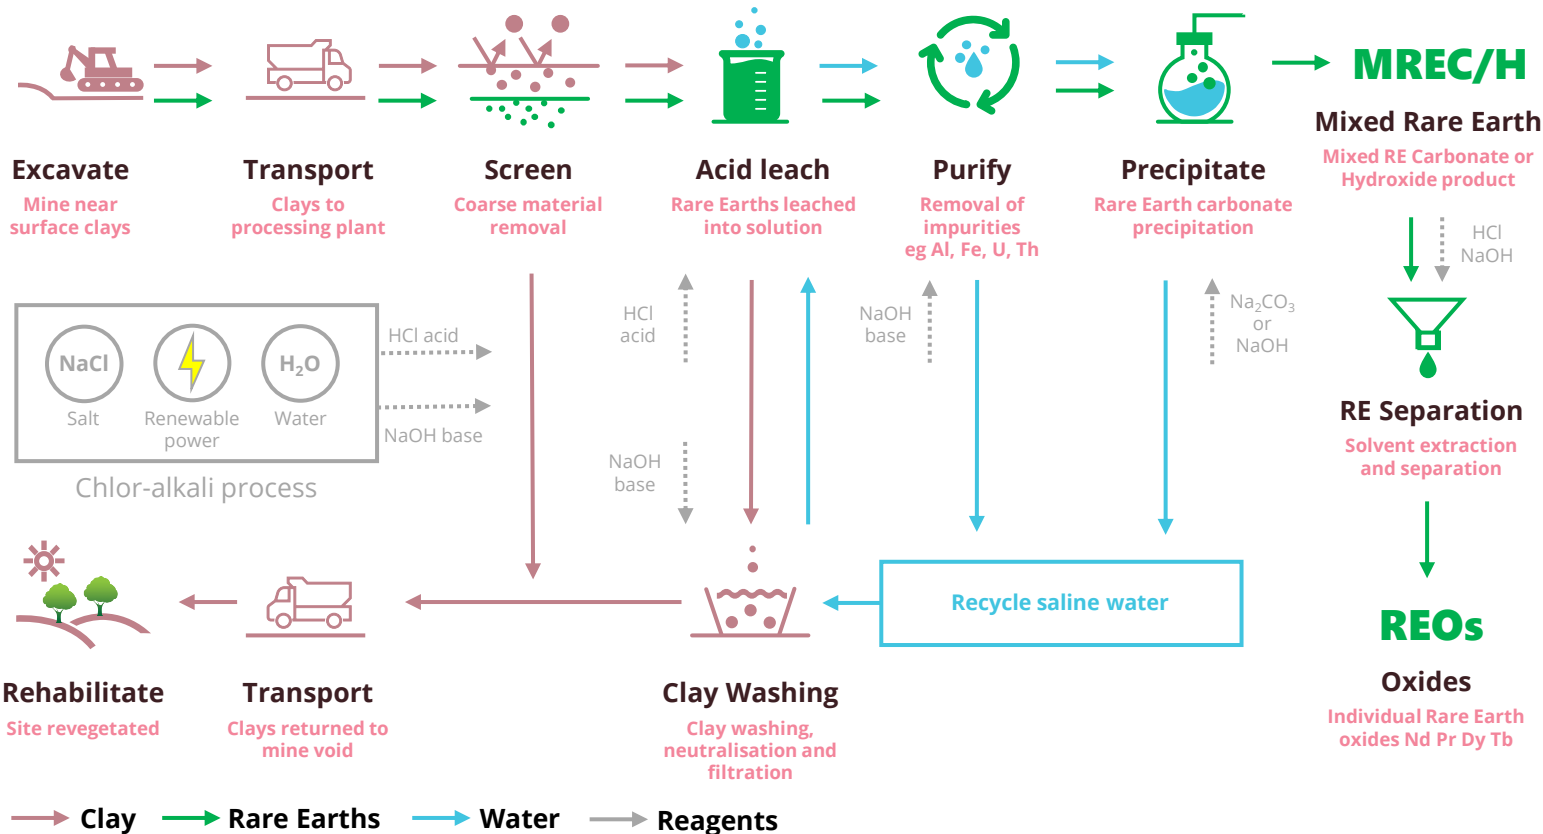 MREC/H
Mixed Rare Earth
Mixed RE Carbonate or
Hydroxide product
Excavate
Mine near
surface clays
Transport
Clays to
processing plant
Screen
Coarse material
removal
Acid leach
Rare Earths leached
into solution
Purify
Removal of
impurities
eg Al, Fe, U, Th
Precipitate
Rare Earth carbonate
precipitation
HCl
NaOH
NaCl
Salt
Renewable
power
H₂O
Water
Chlor-alkali process
HCl acid
NaOH base
HCl
acid
NaOH
base
NaOH
base
Na₂CO₃
or
NaOH
RE Separation
Solvent extraction
and separation
Recycle saline water
REOs
Oxides
Individual Rare Earth
oxides Nd Pr Dy Tb
Rehabilitate
Site revegetated
Transport
Clays returned to
mine void
Clay Washing
Clay washing,
neutralisation and
filtration
Clay
Rare Earths
Water
Reagents